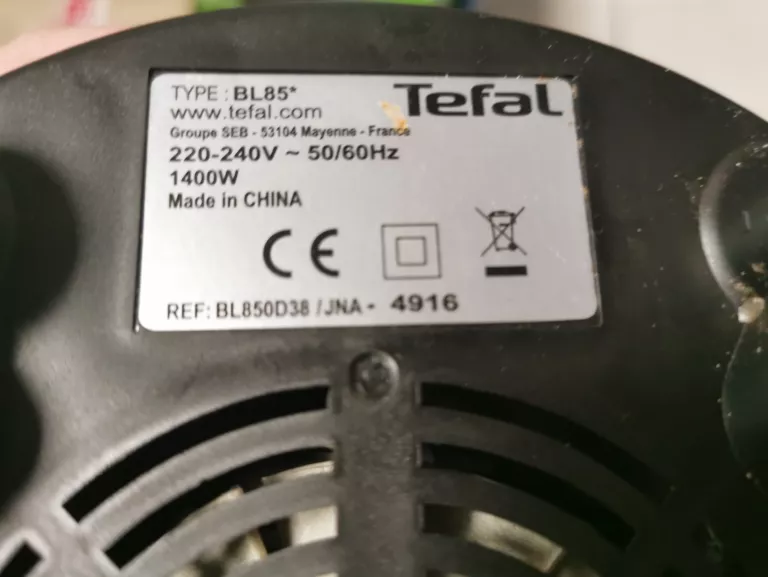 TYPE : BL85*
Tefal
www.tefal.com
Groupe SEB - 53104 Mayenne - France
220-240V ~ 50/60Hz
1400W
Made in CHINA
CE
REF: BL850D38 /JNA - 4916